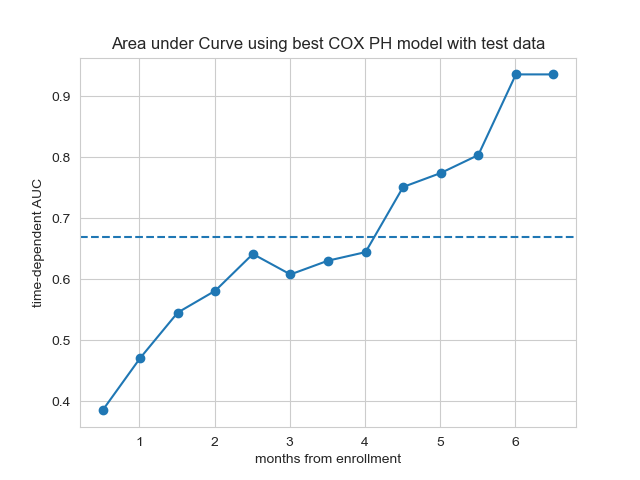 Area under Curve using best COX PH model with test data
time-dependent AUC
0.9
0.8
0.7
0.6
0.5
0.4
1 2 3 4 5 6
months from enrollment